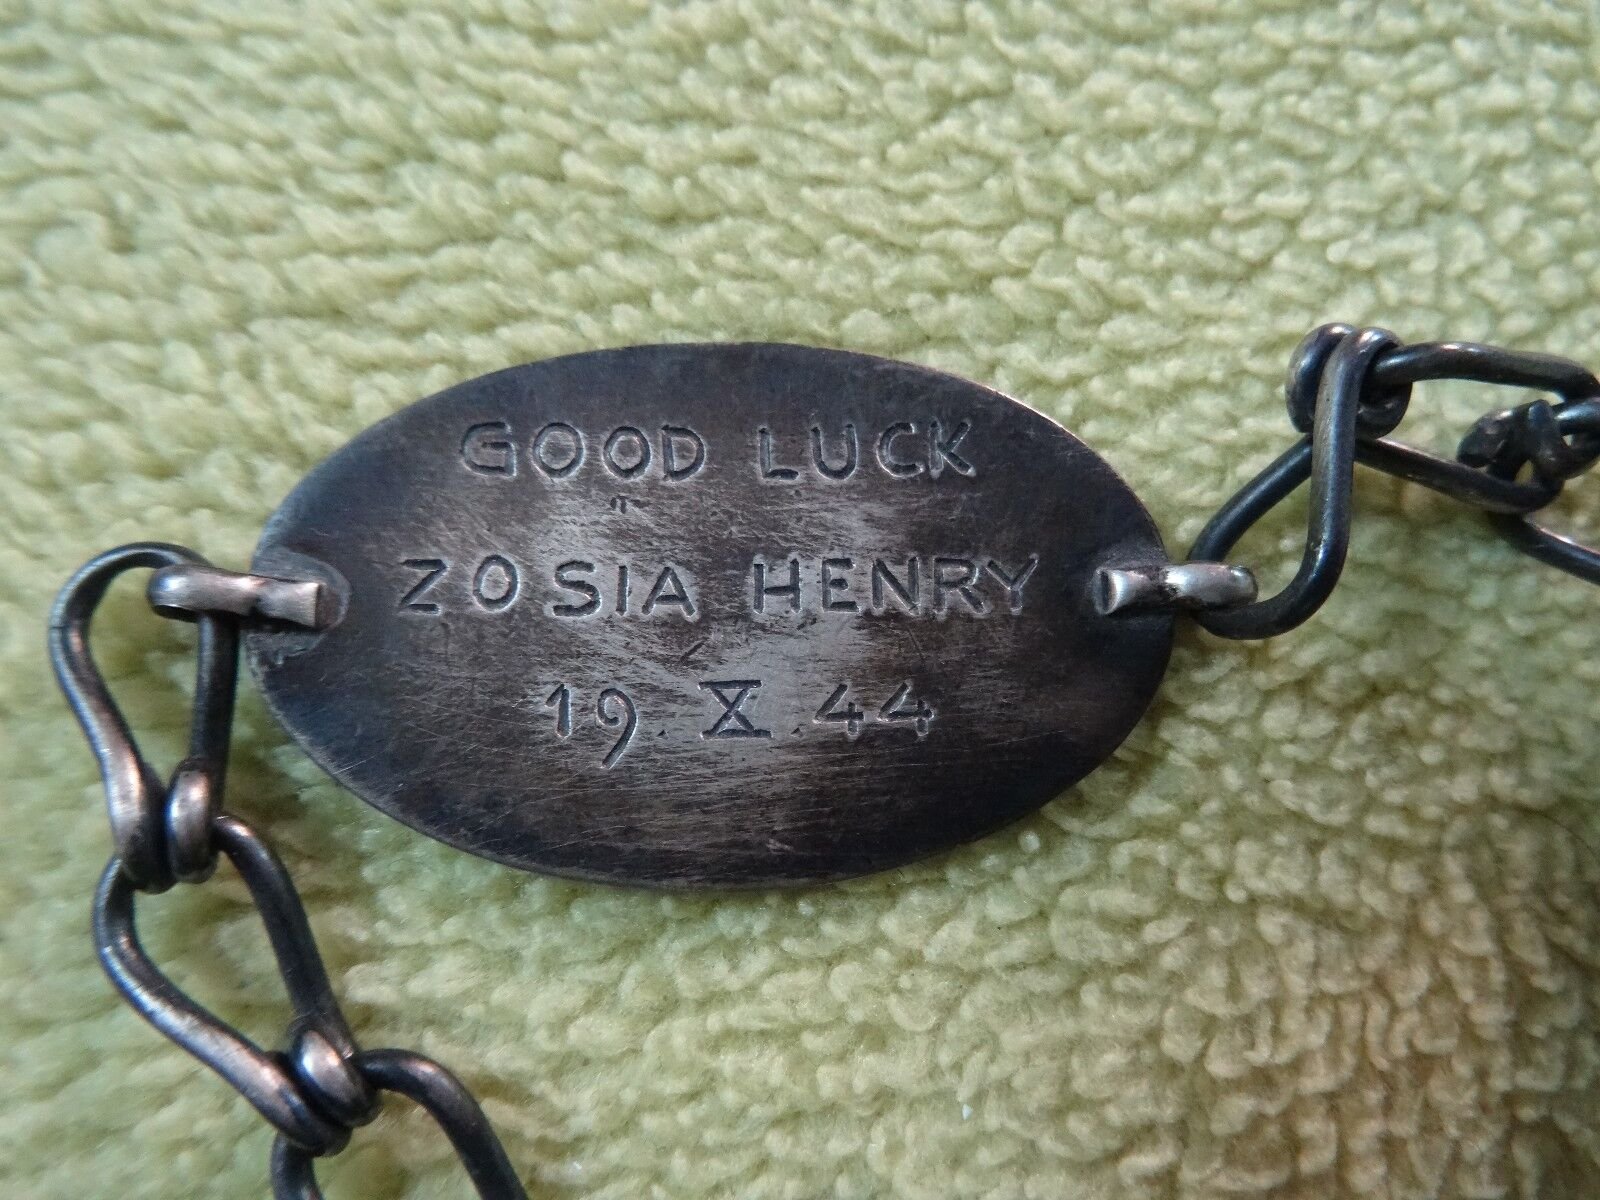 GOOD LUCK
ZOSIA HENRY
19.X.44